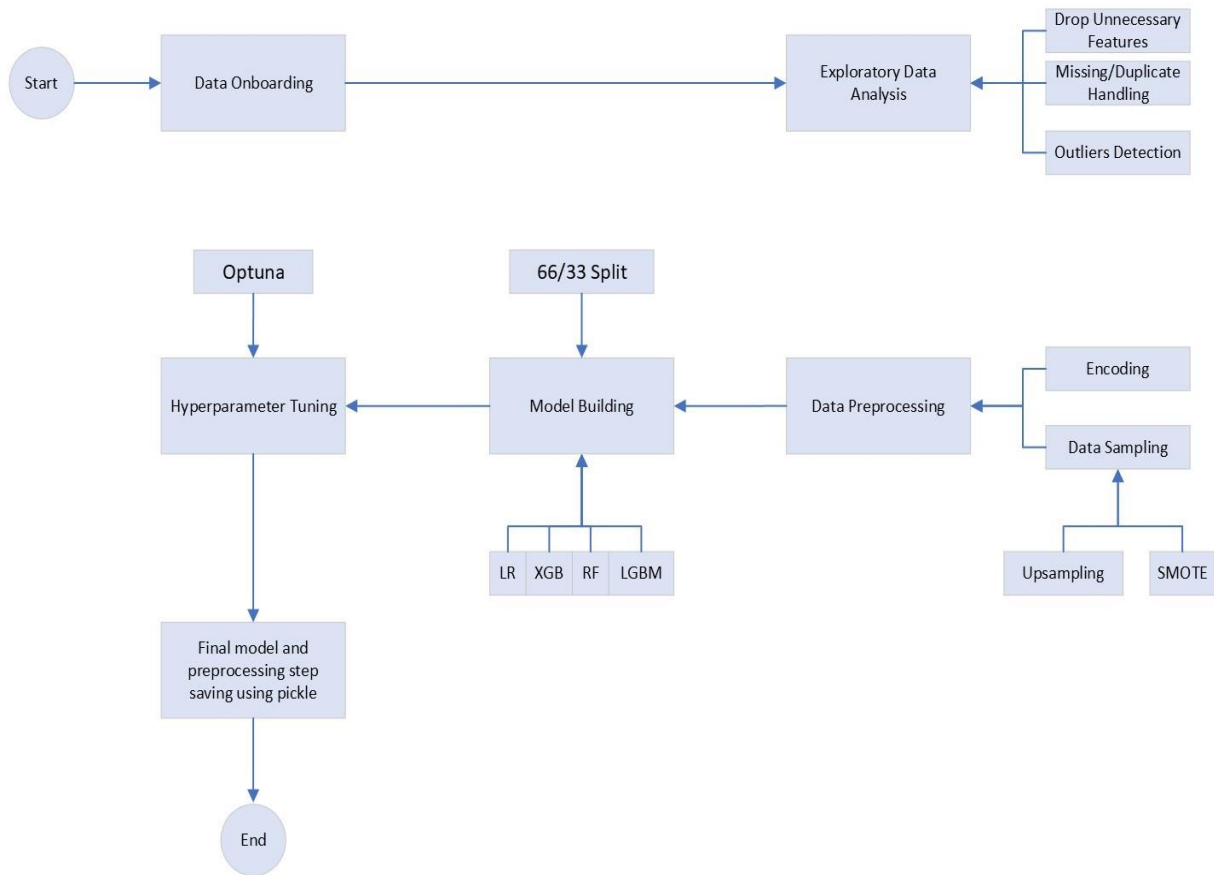 Start
Data Onboarding
Exploratory Data
Analysis
Drop Unnecessary
Features
Missing/Duplicate
Handling
Outliers Detection
Optuna
66/33 Split
Hyperparameter Tuning
Model Building
Data Preprocessing
Encoding
Data Sampling
LR
XGB
RF
LGBM
Upsampling
SMOTE
Final model and
preprocessing step
saving using pickle
End